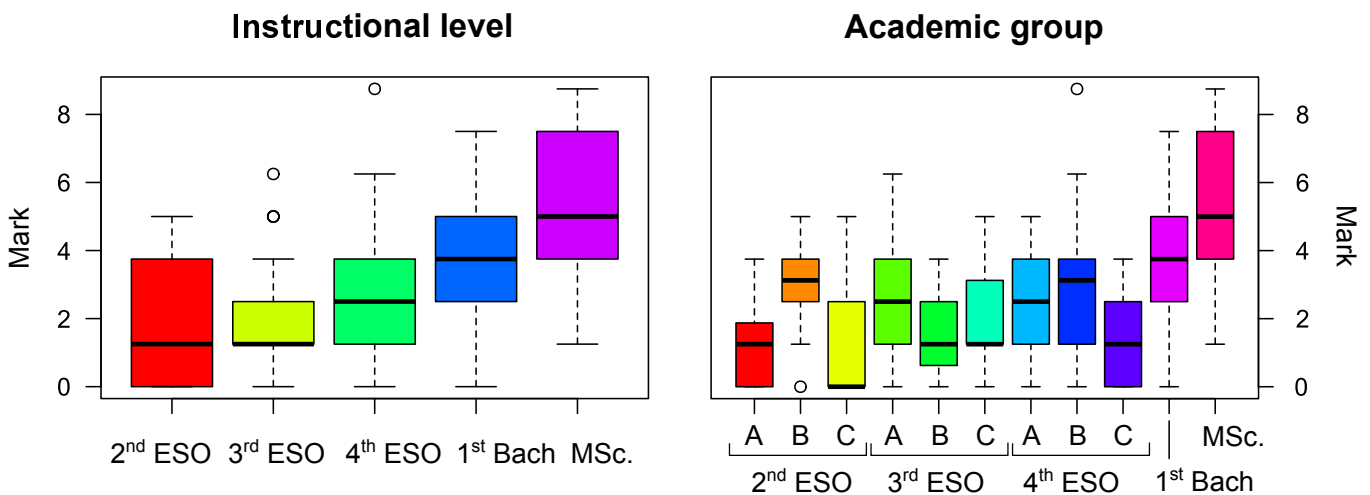 Instructional level
Academic group
Mark
8
6
4
2
0
2nd ESO 3rd ESO 4th ESO 1st Bach MSc.
8
6
4
2
0
Mark
A B C A B C A B C MSc.
2nd ESO 3rd ESO 4th ESO 1st Bach